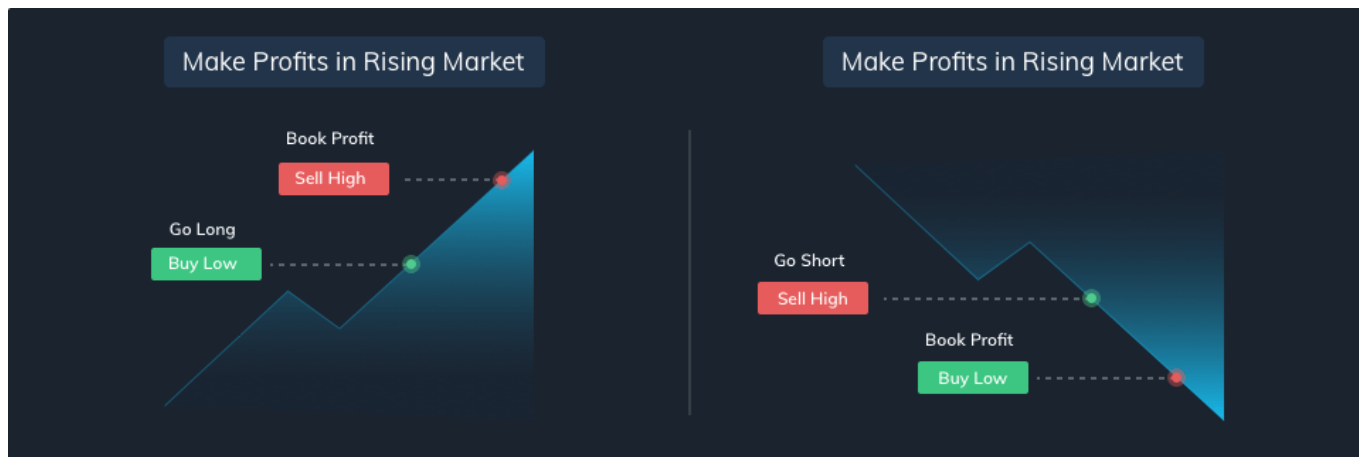 Make Profits in Rising Market
Book Profit
Sell High
Go Long
Buy Low
Make Profits in Rising Market
Go Short
Sell High
Book Profit
Buy Low